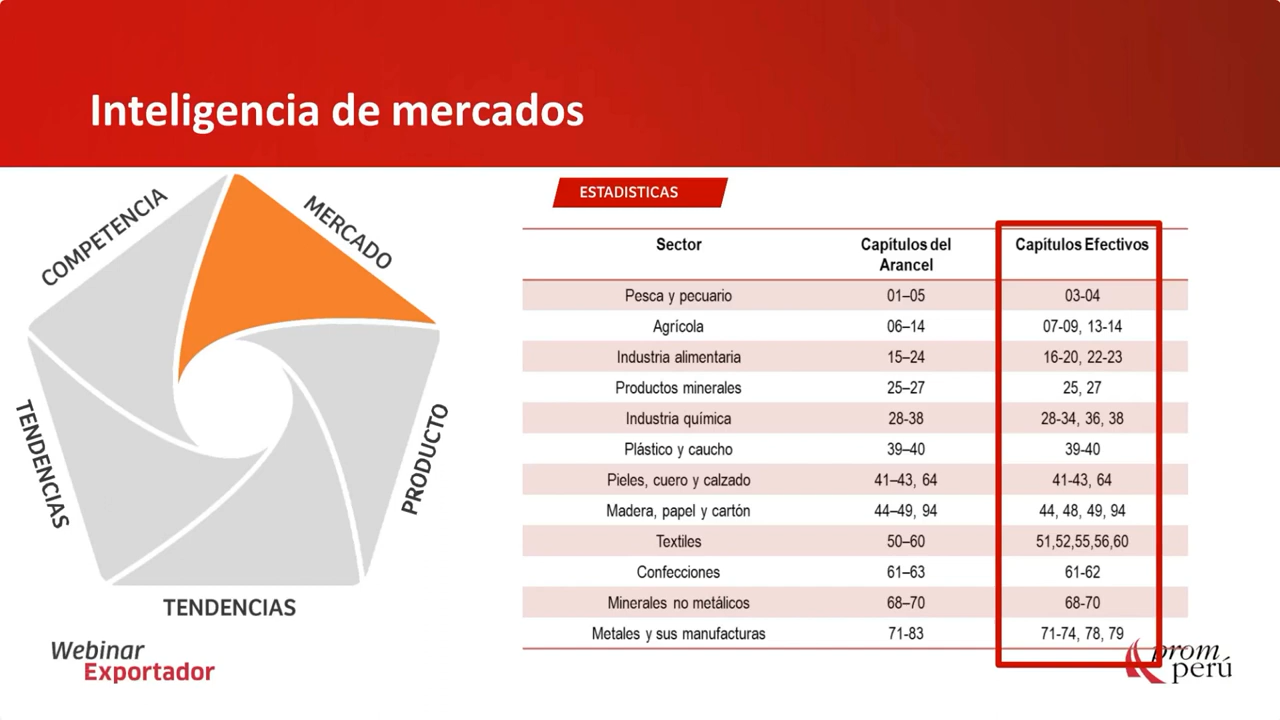 Inteligencia de mercados
COMPETENCIA
MERCADO
PRODUCTO
TENDENCIAS
TENDENCIAS
ESTADISTICAS
Sector Capítulos del Arancel Capítulos Efectivos
Pesca y pecuario 01–05 03-04
Agrícola 06–14 07-09, 13-14
Industria alimentaria 15–24 16-20, 22-23
Productos minerales 25–27 25, 27
Industria química 28-38 28-34, 36, 38
Plástico y caucho 39–40 39-40
Pieles, cuero y calzado 41–43, 64 41-43, 64
Madera, papel y cartón 44–49, 94 44, 48, 49, 94
Textiles 50–60 51,52,55,56,60
Confecciones 61–63 61-62
Minerales no metálicos 68–70 68-70
Metales y sus manufacturas 71-83 71-74, 78, 79
Webinar
Exportador
prom
perú